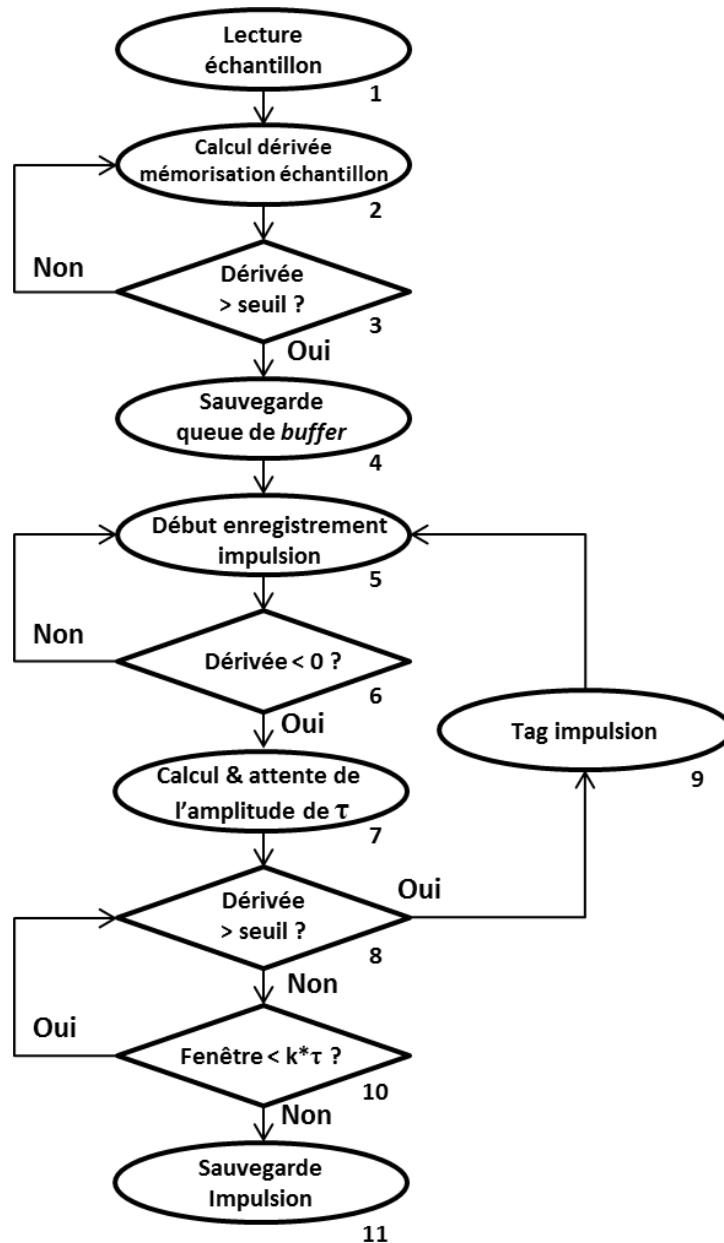 Lecture
échantillon
1
Calcul dérivée
mémorisation échantillon
2
Non
Dérivée
> seuil ?
3
Oui
Sauvegarde
queue de buffer
4
Début enregistrement
impulsion
5
Non
Dérivée < 0 ?
6
Oui
Tag impulsion
9
Calcul & attente de
l'amplitude de τ
7
Oui
Dérivée
> seuil ?
8
Non
Oui
Fenêtre < k*τ ?
10
Non
Sauvegarde
Impulsion
11